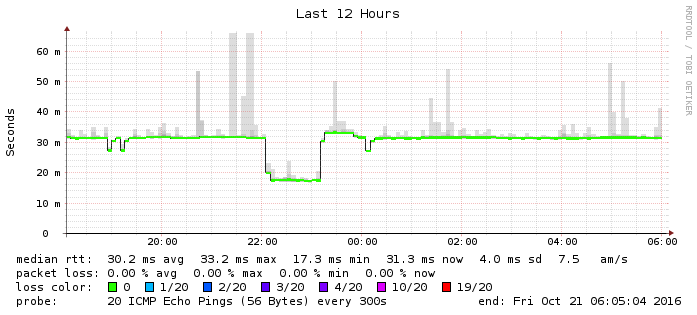 Last 12 Hours
RRDTOOL / TOBI OETIKER
Seconds
60 m
50 m
40 m
30 m
20 m
10 m
0
20:00 22:00 00:00 02:00 04:00 06:00
median rtt: 30.2 ms avg 33.2 ms max 17.3 ms min 31.3 ms now 4.0 ms sd 7.5 am/s
packet loss: 0.00 % avg 0.00 % max 0.00 % min 0.00 % now
loss color: 0 1/20 2/20 3/20 4/20 10/20 19/20
probe: 20 ICMP Echo Pings (56 Bytes) every 300s end: Fri Oct 21 06:05:04 2016